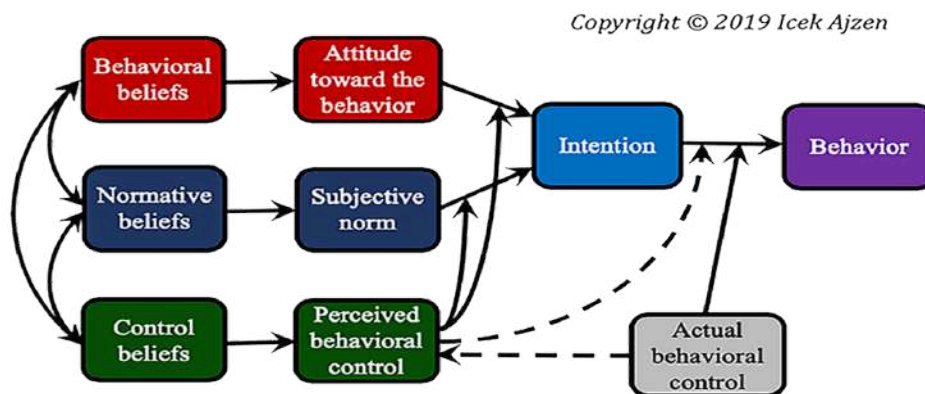 Copyright © 2019 Icek Ajzen
Behavioral
beliefs
Attitude
toward the
behavior
Intention
Behavior
Normative
beliefs
Subjective
norm
Control
beliefs
Perceived
behavioral
control
Actual
behavioral
control